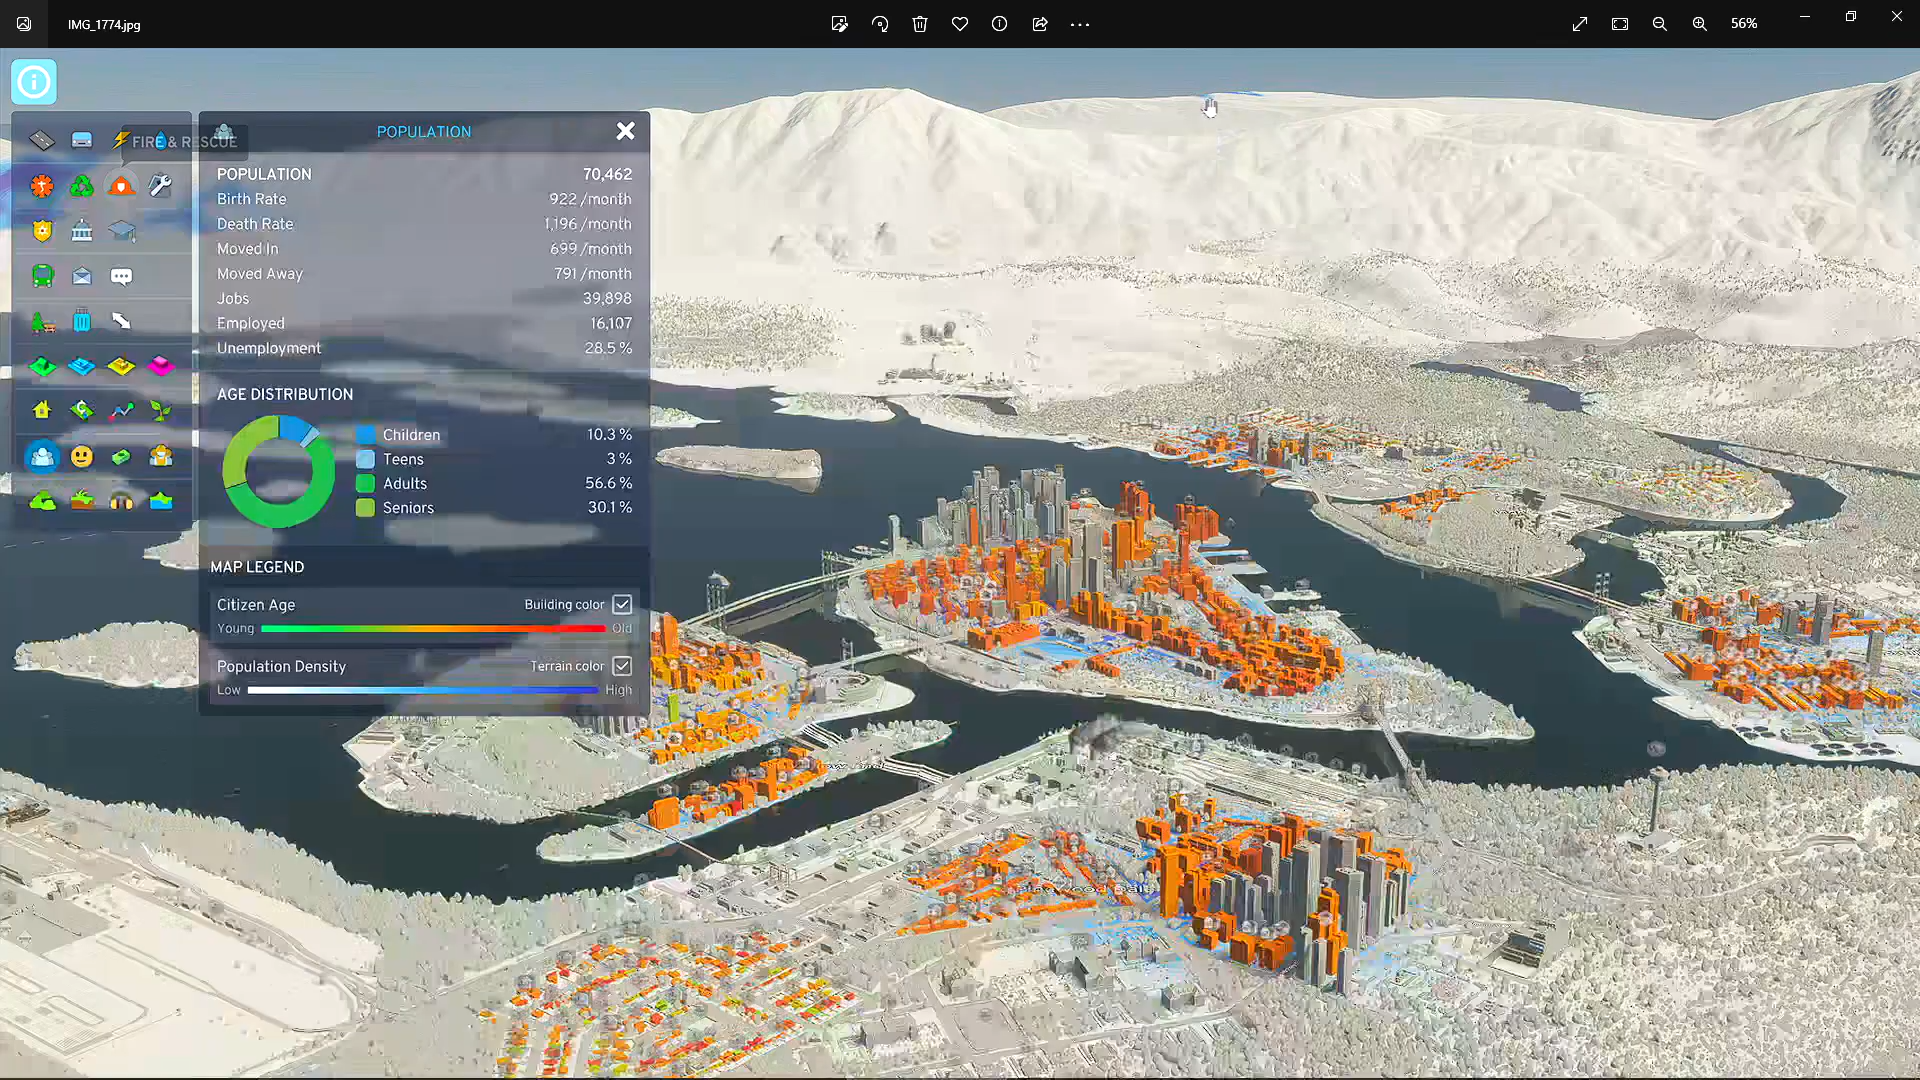 IMG_1774.jpg
56%
FIRE & RESCUE
POPULATION
POPULATION 70,462
Birth Rate 922 /month
Death Rate 1,196 /month
Moved In 699 /month
Moved Away 791 /month
Jobs 39,898
Employed 16,107
Unemployment 28.5 %
AGE DISTRIBUTION
Children 10.3 %
Teens 3 %
Adults 56.6 %
Seniors 30.1 %
MAP LEGEND
Citizen Age Building color
Young Old
Population Density Terrain color
Low High